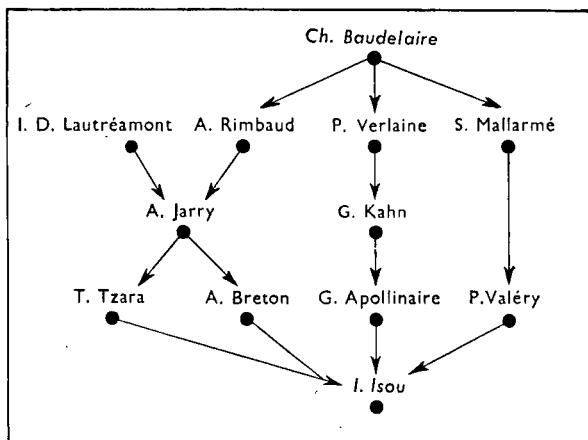 Ch. Baudelaire
I. D. Lautréamont A. Rimbaud P. Verlaine S. Mallarmé
A. Jarry G. Kahn
T. Tzara A. Breton G. Apollinaire P.Valéry
I. Isou